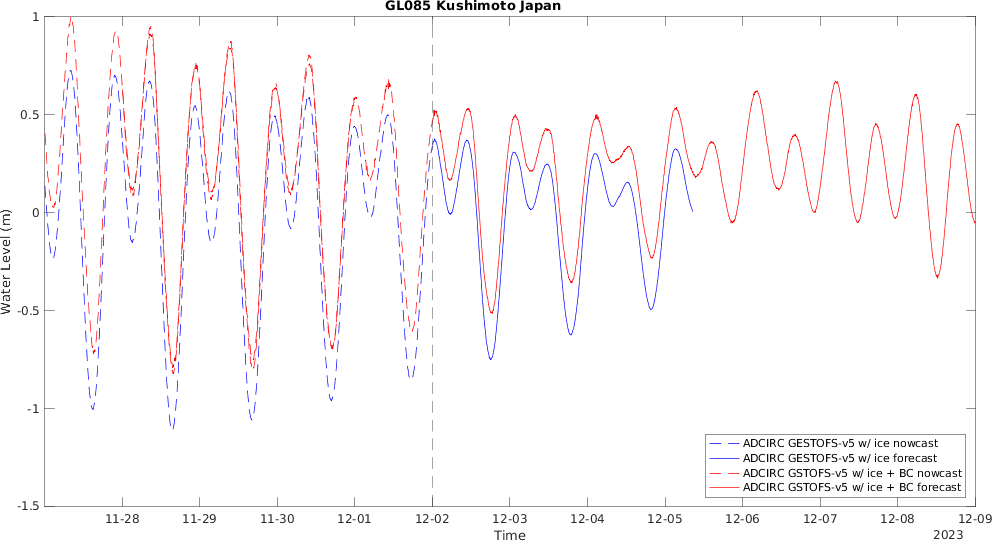 GL085 Kushimoto Japan
Water Level (m)
1
0.5
0
-0.5
-1
-1.5
ADCIRC GESTOFS-v5 w/ ice nowcast
ADCIRC GESTOFS-v5 w/ ice forecast
ADCIRC GSTOFS-v5 w/ ice + BC nowcast
ADCIRC GSTOFS-v5 w/ ice + BC forecast
11-28 11-29 11-30 12-01 12-02 12-03 12-04 12-05 12-06 12-07 12-08 12-09
Time
2023